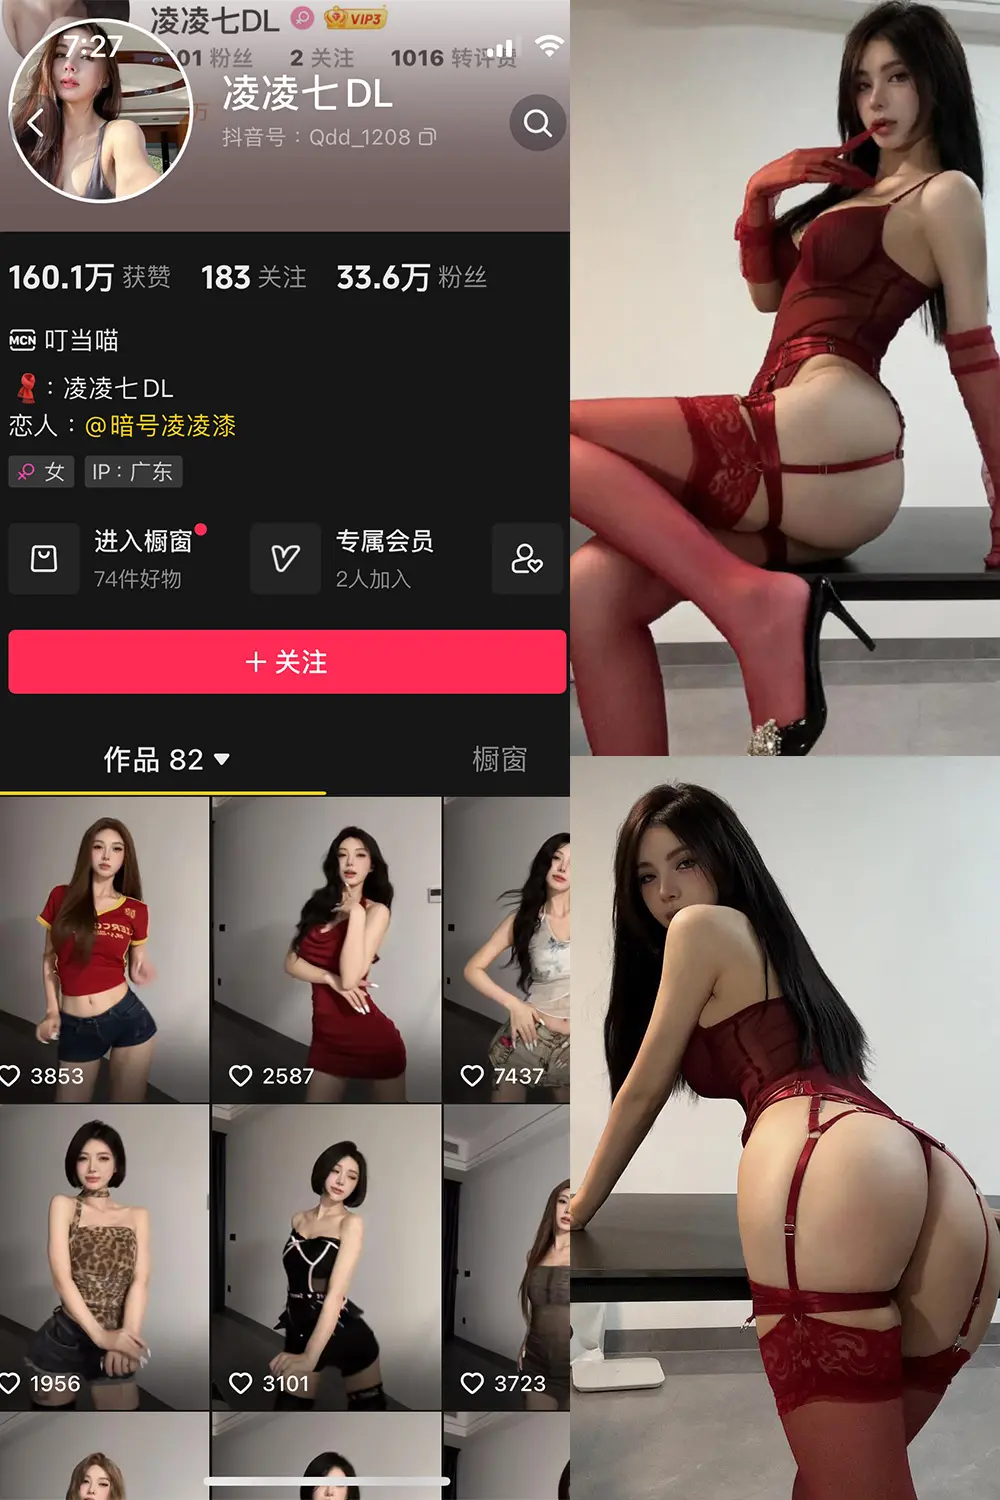 凌凌七DL VIP3
7:27
01 粉丝 2 关注 1016 转评赞
万
凌凌七DL
抖音号：Qdd_1208
160.1万 获赞 183 关注 33.6万 粉丝
MCN 叮当喵
：凌凌七DL
恋人：@暗号凌凌漆
女 IP：广东
进入橱窗 专属会员
74件好物 2人加入
＋关注
作品 82 橱窗
3853 2587 7437
1956 3101 3723